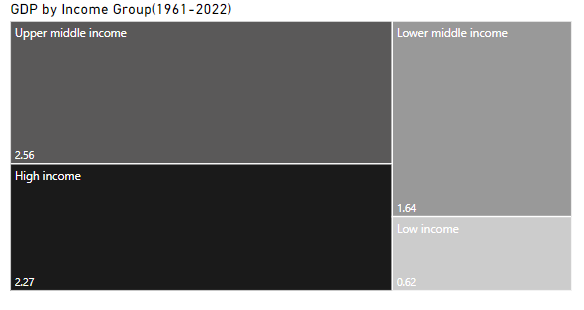 GDP by Income Group(1961-2022)
Upper middle income
2.56
High income
2.27
Lower middle income
1.64
Low income
0.62